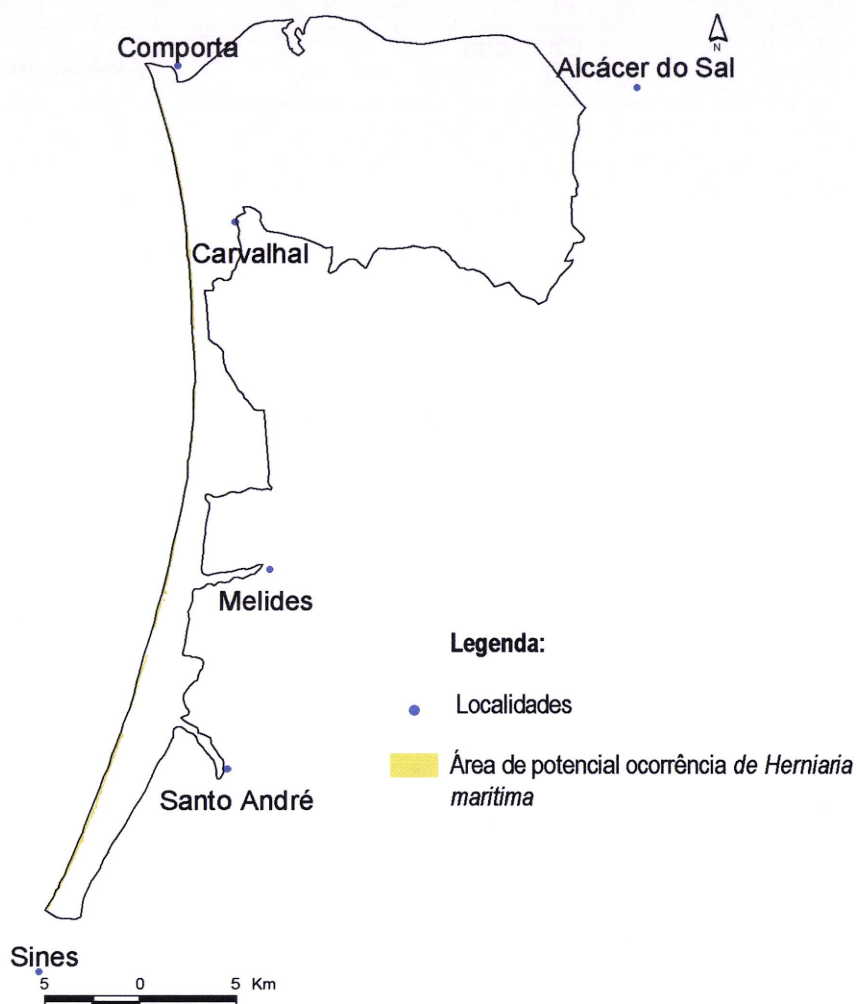 N
Comporta
Alcácer do Sal
Carvalhal
Melides
Legenda:
Localidades
Área de potencial ocorrência de Herniaria
maritima
Santo André
Sines
5 0 5 Km